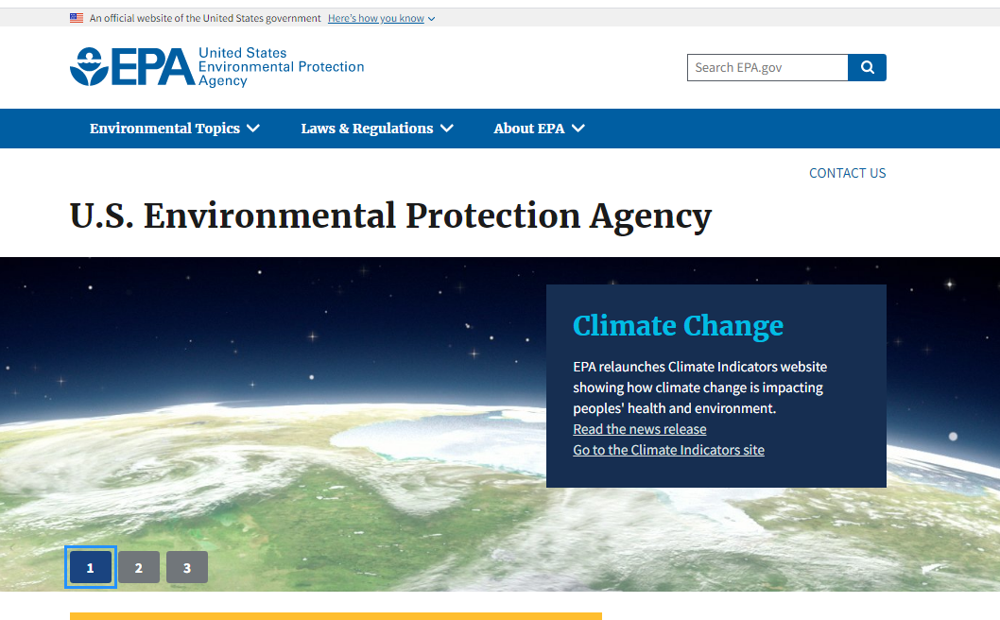 An official website of the United States government Here's how you know
EPA
United States
Environmental Protection
Agency
Search EPA.gov
Environmental Topics Laws & Regulations About EPA
CONTACT US
U.S. Environmental Protection Agency
Climate Change
EPA relaunches Climate Indicators website
showing how climate change is impacting
peoples' health and environment.
Read the news release
Go to the Climate Indicators site
1 2 3